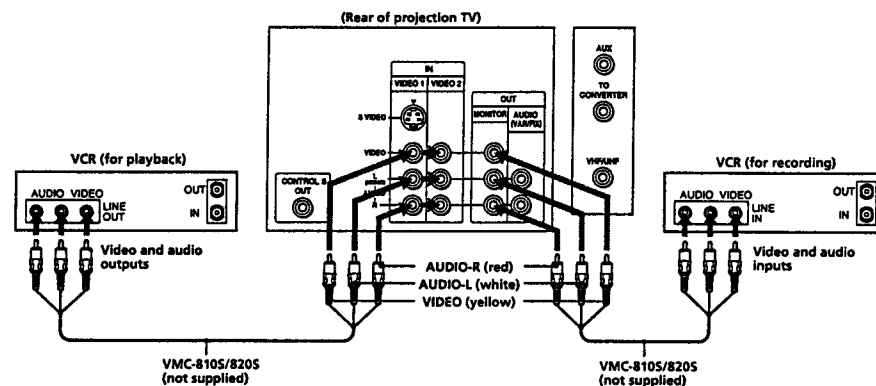 (Rear of projection TV)
AUX
TO
CONVERTER
VHF/UHF
IN
VIDEO 1 VIDEO 2
S VIDEO
VIDEO
L
AUDIO
R
OUT
MONITOR
AUDIO
(VAR/FIX)
CONTROL S
OUT
VCR (for playback)
AUDIO VIDEO
LINE
OUT
OUT
IN
Video and audio
outputs
VCR (for recording)
AUDIO VIDEO
LINE
IN
OUT
IN
Video and audio
inputs
AUDIO-R (red)
AUDIO-L (white)
VIDEO (yellow)
VMC-810S/820S
(not supplied)
VMC-810S/820S
(not supplied)